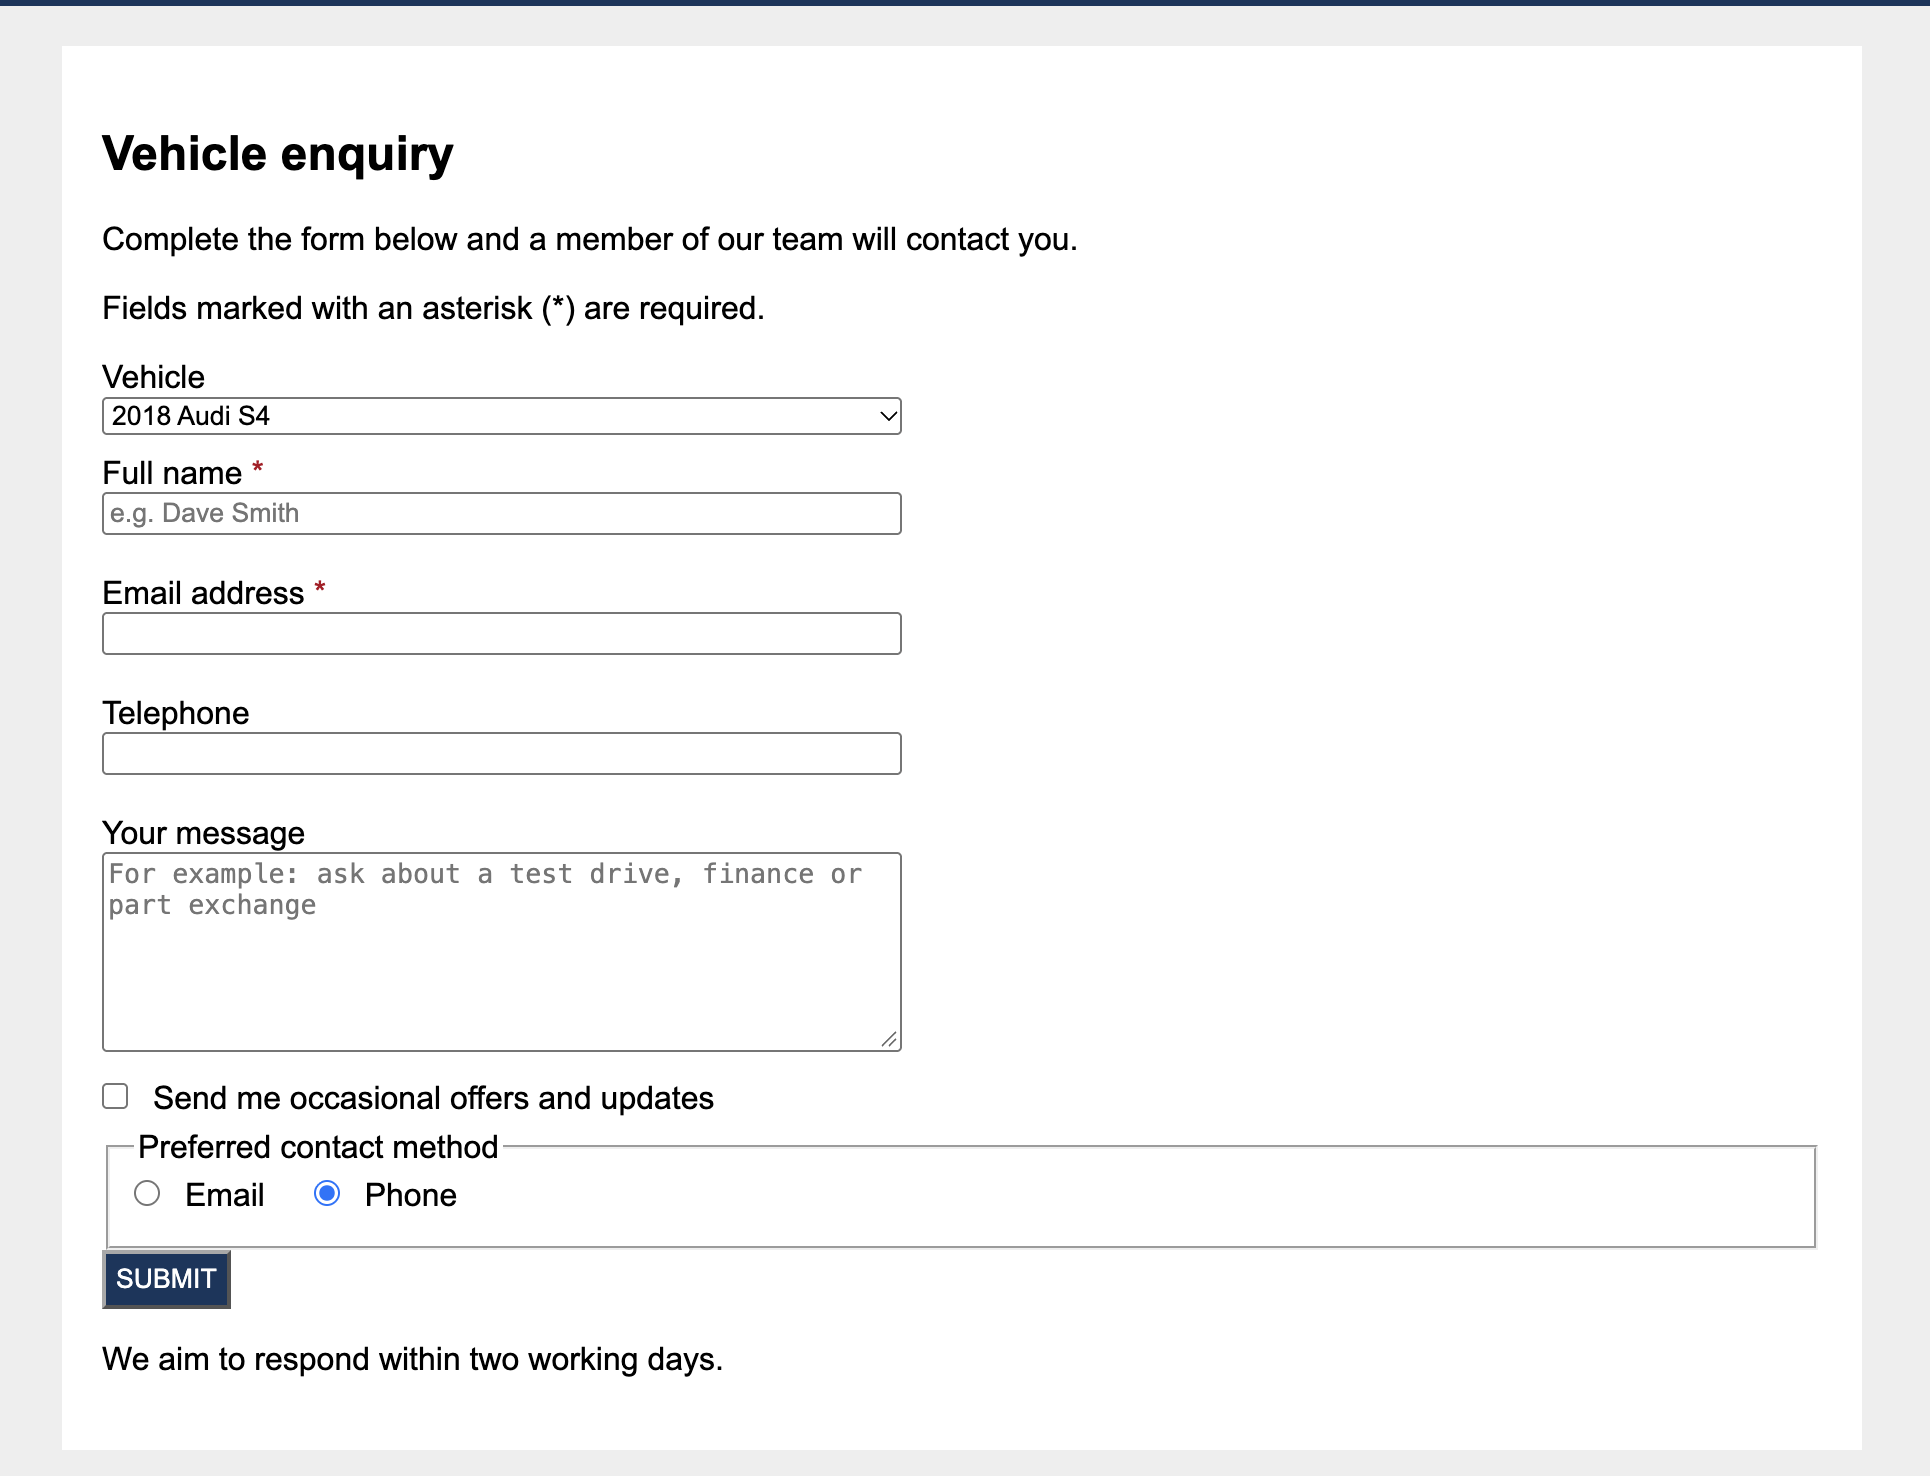 Vehicle enquiry
Complete the form below and a member of our team will contact you.
Fields marked with an asterisk (*) are required.
Vehicle
2018 Audi S4
Full name *
e.g. Dave Smith
Email address *
Telephone
Your message
For example: ask about a test drive, finance or
part exchange
Send me occasional offers and updates
Preferred contact method
Email Phone
SUBMIT
We aim to respond within two working days.